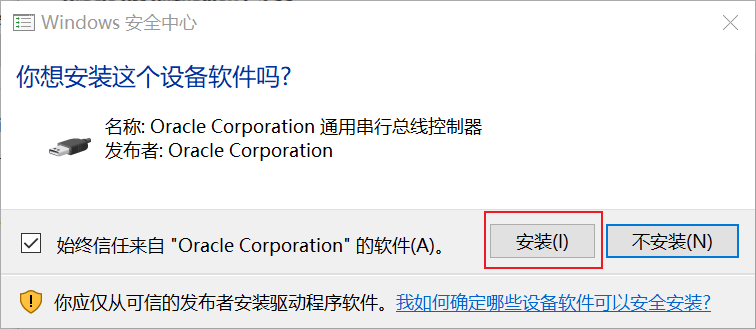 Windows 安全中心
你想安装这个设备软件吗?
名称: Oracle Corporation 通用串行总线控制器
发布者: Oracle Corporation
始终信任来自 "Oracle Corporation" 的软件(A)。
安装(I)
不安装(N)
你应仅从可信的发布者安装驱动程序软件。我如何确定哪些设备软件可以安全安装?